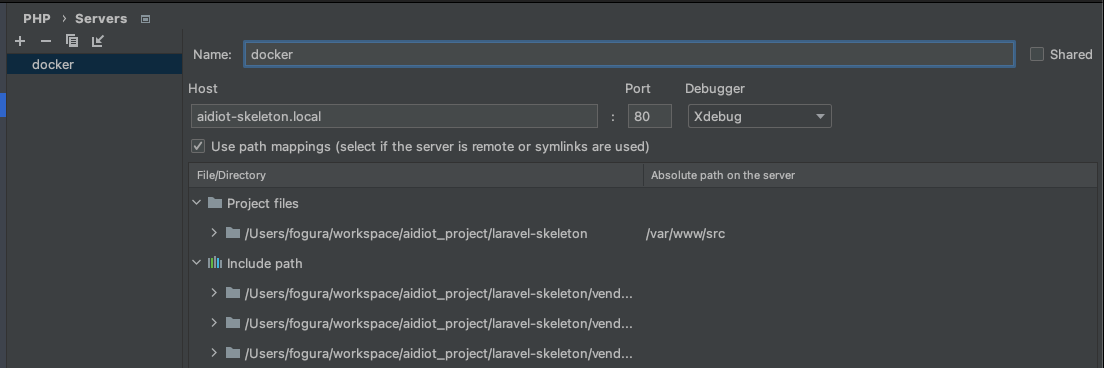 PHP › Servers
docker
Name: docker Shared
Host Port Debugger
aidiot-skeleton.local : 80 Xdebug
Use path mappings (select if the server is remote or symlinks are used)
File/Directory Absolute path on the server
Project files
/Users/fogura/workspace/aidiot_project/laravel-skeleton /var/www/src
Include path
/Users/fogura/workspace/aidiot_project/laravel-skeleton/vend...
/Users/fogura/workspace/aidiot_project/laravel-skeleton/vend...
/Users/fogura/workspace/aidiot_project/laravel-skeleton/vend...